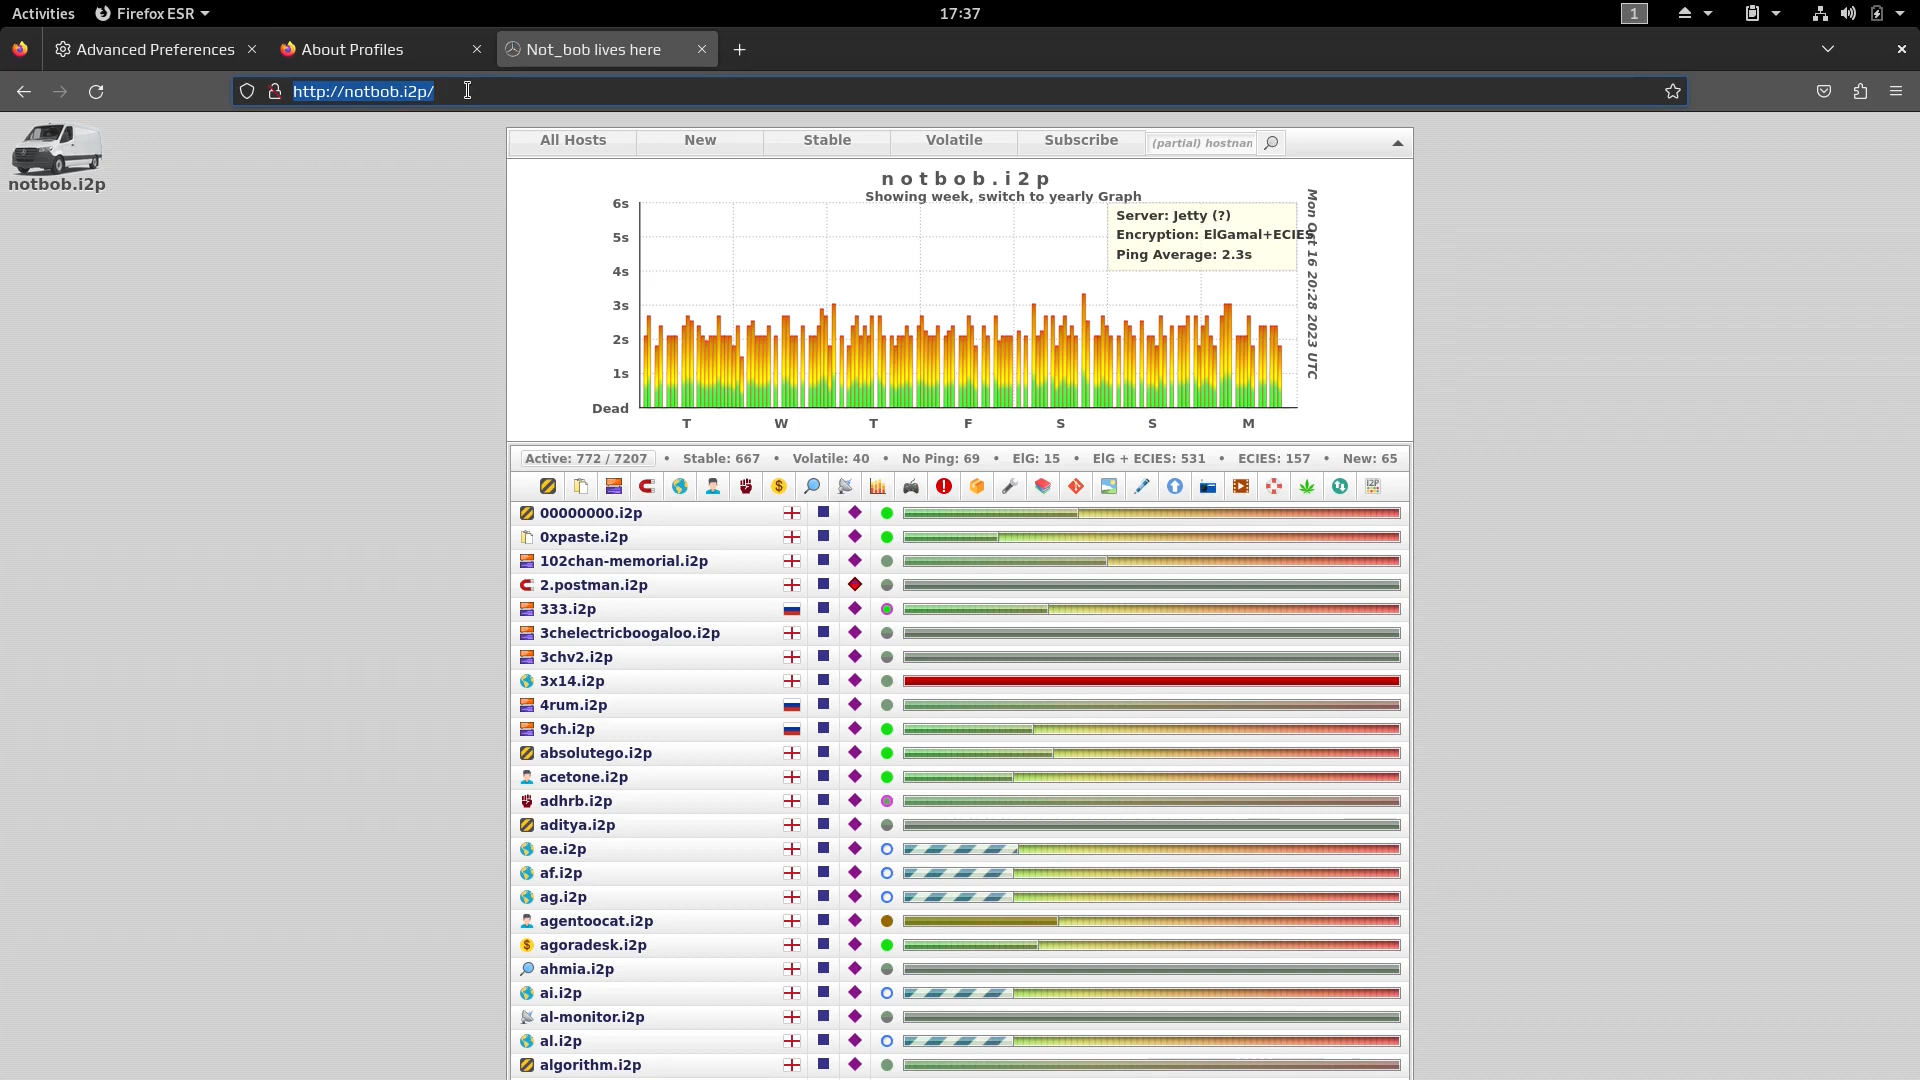 Activities Firefox ESR 17:37 1
Advanced Preferences About Profiles Not_bob lives here
http://notbob.i2p/
notbob.i2p
All Hosts New Stable Volatile Subscribe (partial) hostnan
notbob.i2p
Showing week, switch to yearly Graph
6s
5s
4s
3s
2s
1s
Dead
Server: Jetty (?)
Encryption: ElGamal+ECIES
Ping Average: 2.3s
Mon Oct 16 20:28 2023 UTC
T W T F S S M
Active: 772 / 7207 • Stable: 667 • Volatile: 40 • No Ping: 69 • ElG: 15 • ElG + ECIES: 531 • ECIES: 157 • New: 65
I2P
00000000.i2p
0xpaste.i2p
102chan-memorial.i2p
2.postman.i2p
333.i2p
3chelectricboogaloo.i2p
3chv2.i2p
3x14.i2p
4rum.i2p
9ch.i2p
absolutego.i2p
acetone.i2p
adhrb.i2p
aditya.i2p
ae.i2p
af.i2p
ag.i2p
agentoocat.i2p
agoradesk.i2p
ahmia.i2p
ai.i2p
al-monitor.i2p
al.i2p
algorithm.i2p